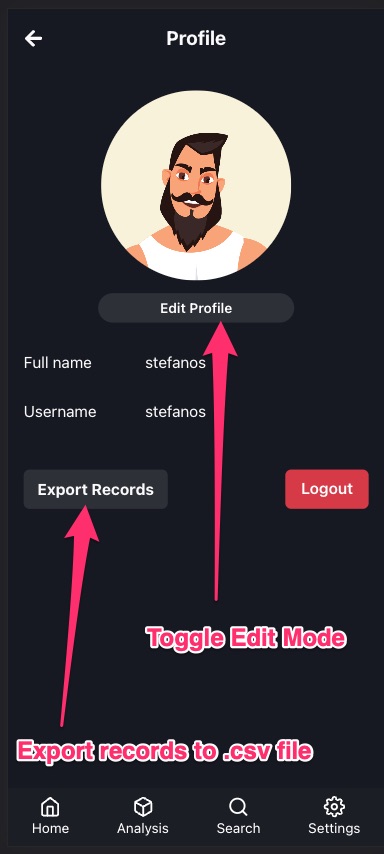 Profile
Edit Profile
Full name stefanos
Username stefanos
Export Records Logout
Toggle Edit Mode
Export records to .csv file
Home Analysis Search Settings